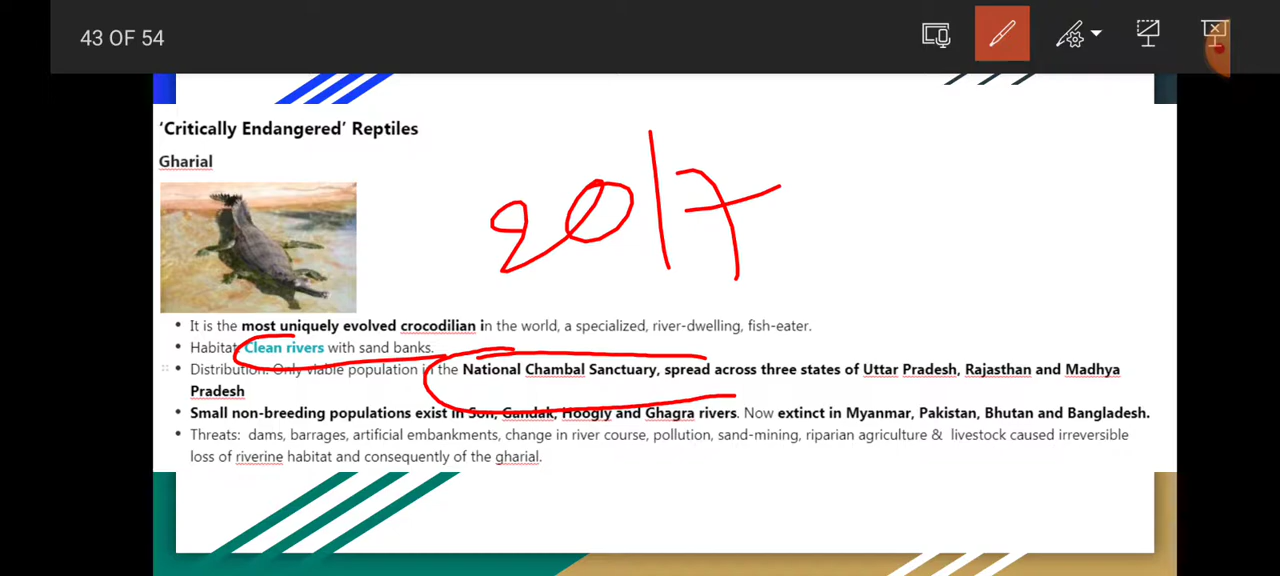 43 OF 54
‘Critically Endangered’ Reptiles
Gharial
2017
• It is the most uniquely evolved crocodilian in the world, a specialized, river-dwelling, fish-eater.
• Habitat: Clean rivers with sand banks.
• Distribution: Only viable population in the National Chambal Sanctuary, spread across three states of Uttar Pradesh, Rajasthan and Madhya
Pradesh
• Small non-breeding populations exist in Son, Gandak, Hoogly and Ghagra rivers. Now extinct in Myanmar, Pakistan, Bhutan and Bangladesh.
• Threats: dams, barrages, artificial embankments, change in river course, pollution, sand-mining, riparian agriculture & livestock caused irreversible
loss of riverine habitat and consequently of the gharial.